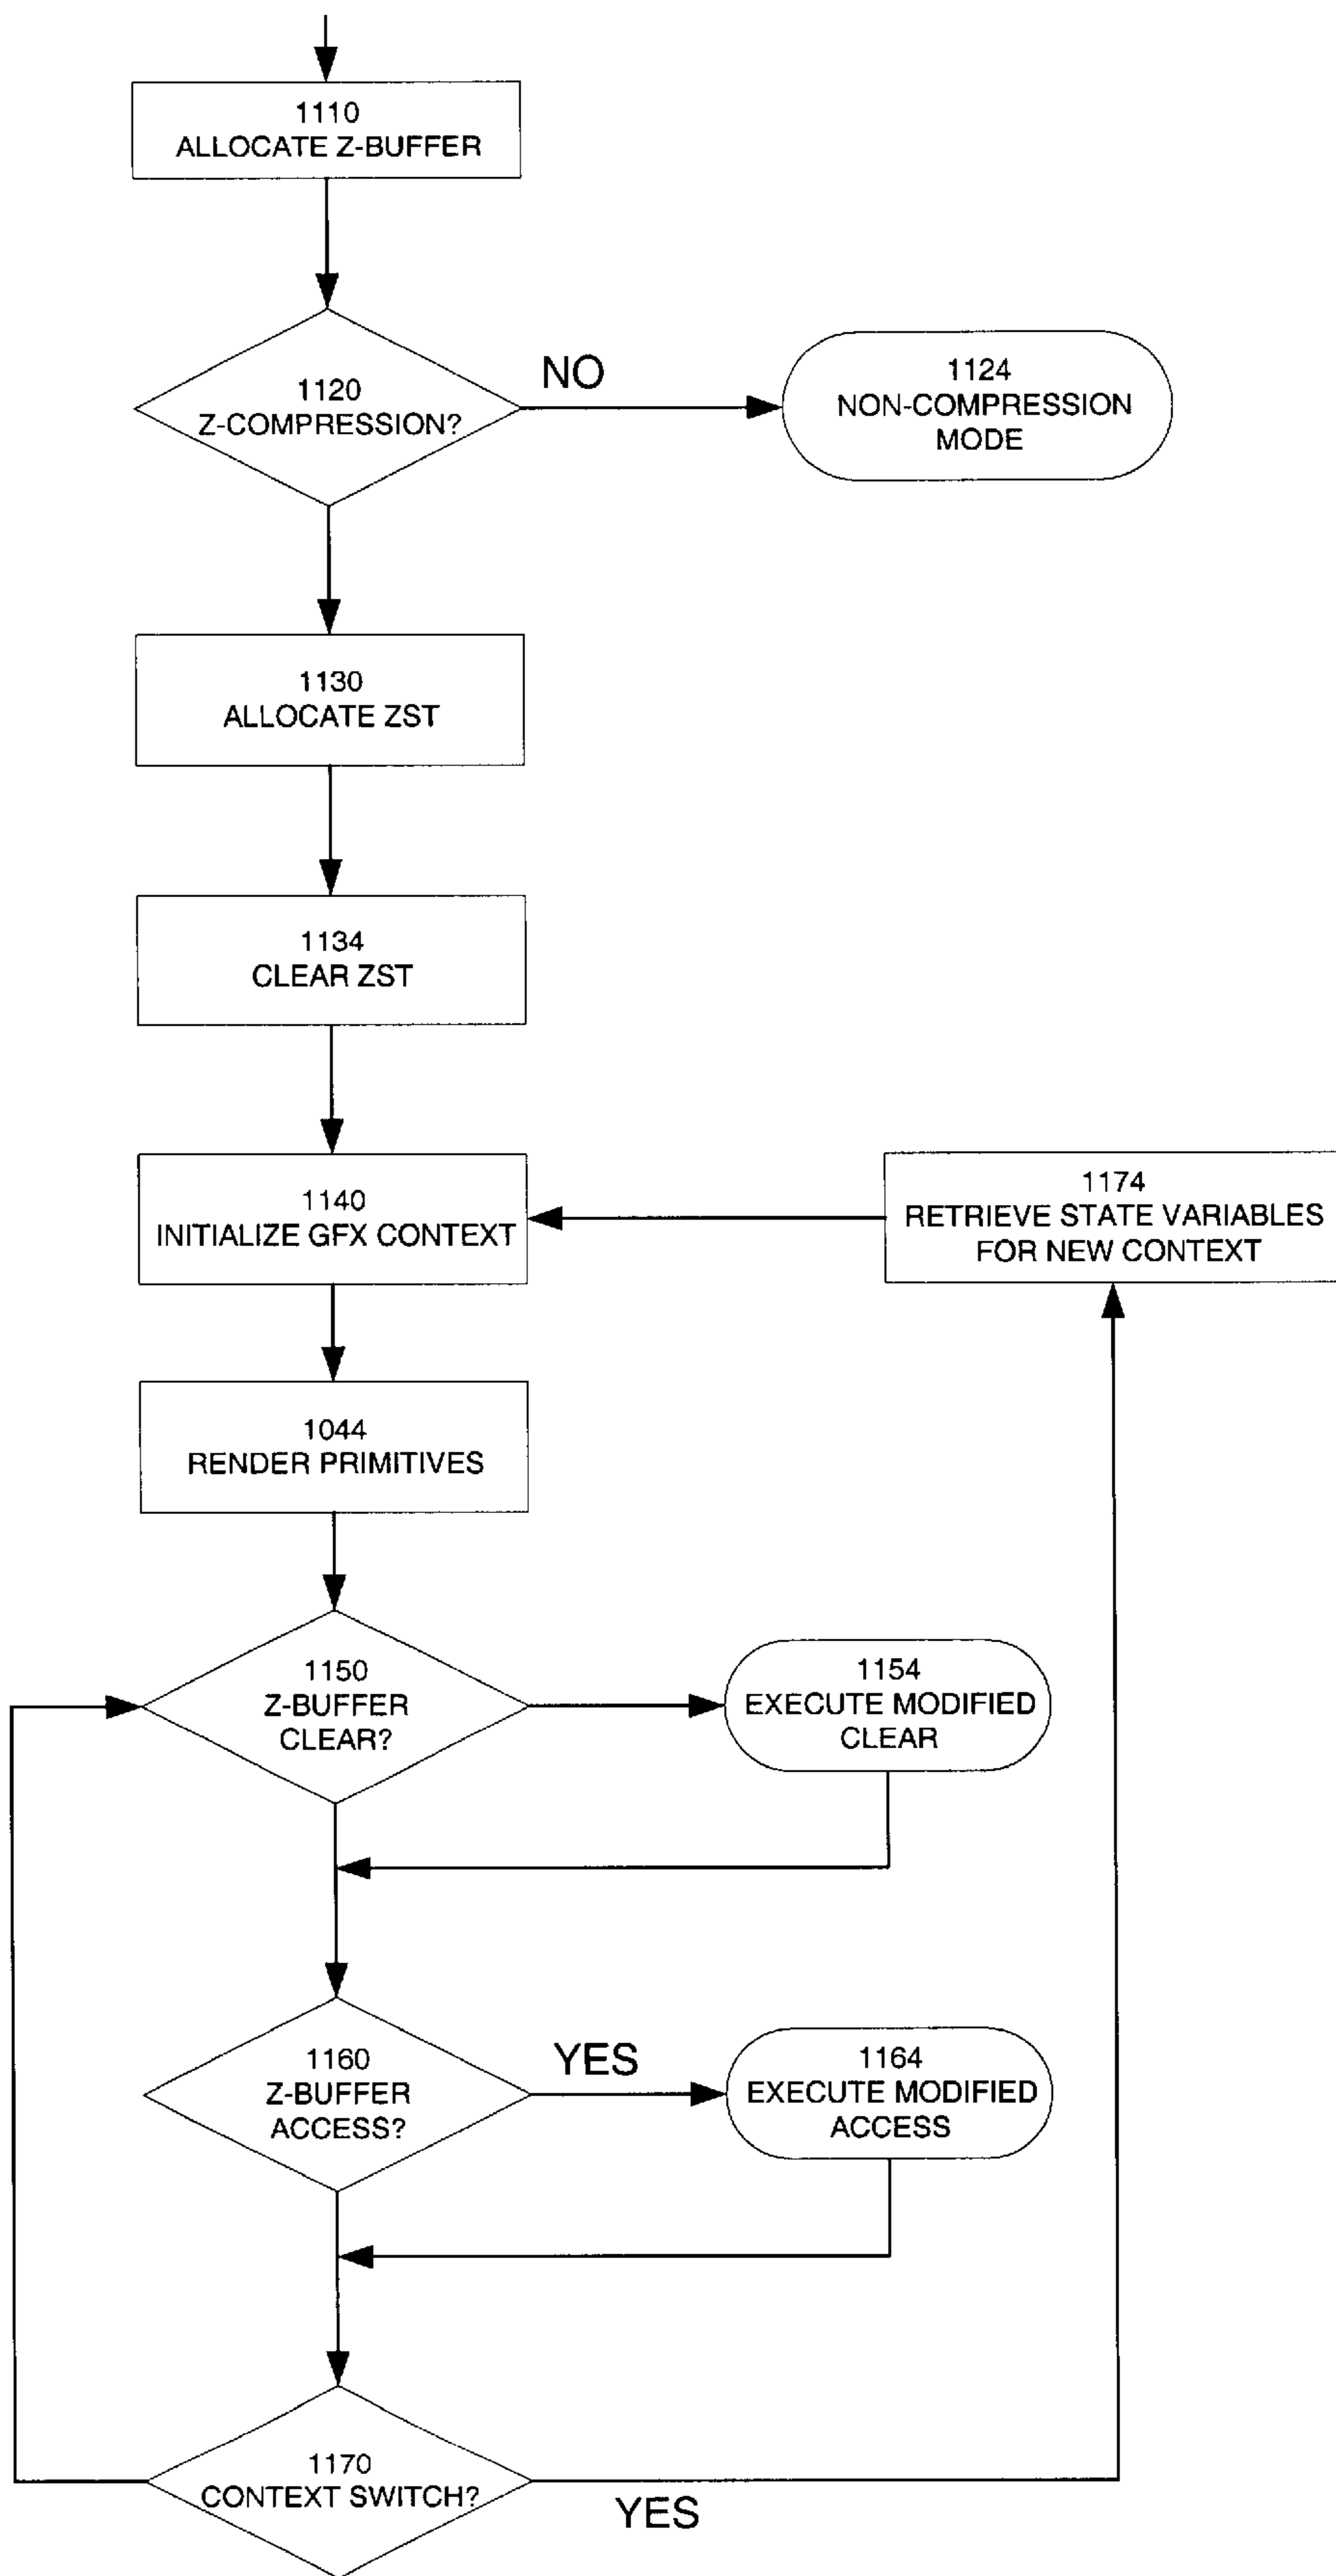 1110
ALLOCATE Z-BUFFER
1120
Z-COMPRESSION?
NO
1124
NON-COMPRESSION
MODE
1130
ALLOCATE ZST
1134
CLEAR ZST
1140
INITIALIZE GFX CONTEXT
1174
RETRIEVE STATE VARIABLES
FOR NEW CONTEXT
1044
RENDER PRIMITIVES
1150
Z-BUFFER
CLEAR?
1154
EXECUTE MODIFIED
CLEAR
1160
Z-BUFFER
ACCESS?
YES
1164
EXECUTE MODIFIED
ACCESS
1170
CONTEXT SWITCH?
YES